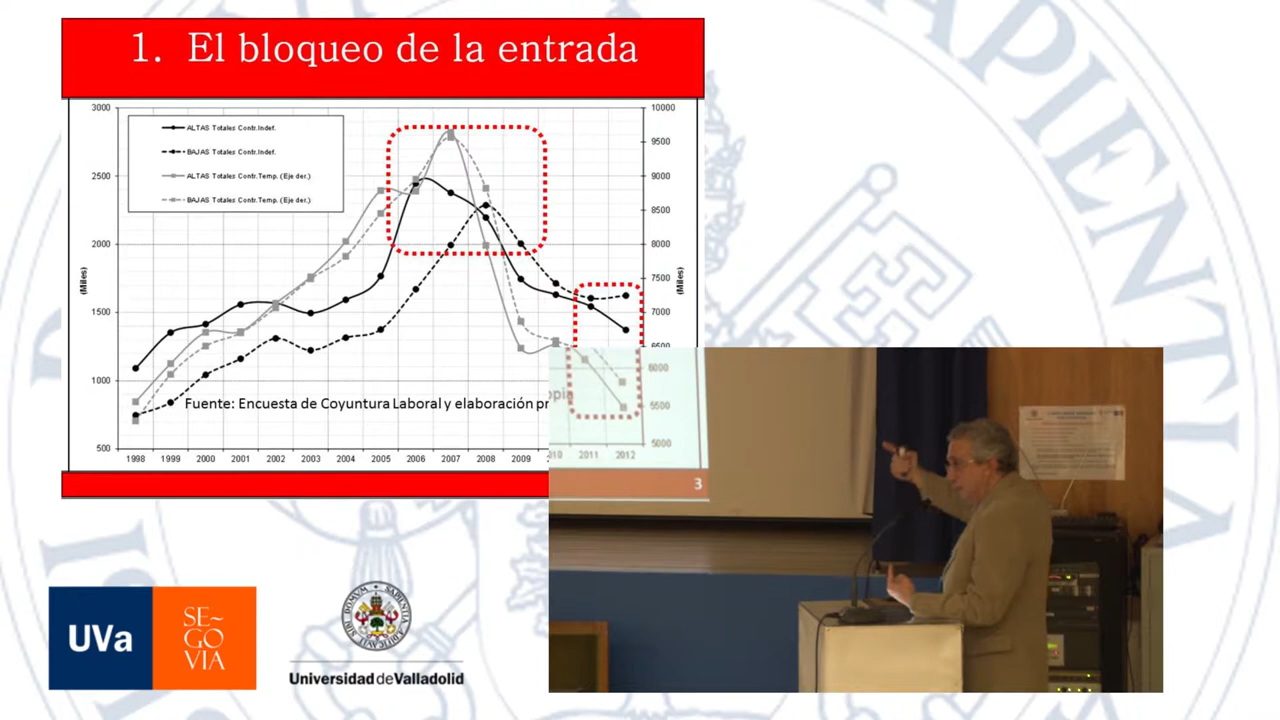 1. El bloqueo de la entrada
3000
2500
2000
1500
1000
500
(Miles)
ALTAS Totales Contr.Indef.
BAJAS Totales Contr.Indef.
ALTAS Totales Contr.Temp. (Eje der.)
BAJAS Totales Contr.Temp. (Eje der.)
10000
9500
9000
8500
8000
7500
7000
6500
(Miles)
Fuente: Encuesta de Coyuntura Laboral y elaboración pr
1998 1999 2000 2001 2002 2003 2004 2005 2006 2007 2008 2009
6000
5500
5000
2011 2012
3
UVa
SE~
GO
VIA
Universidad de Valladolid